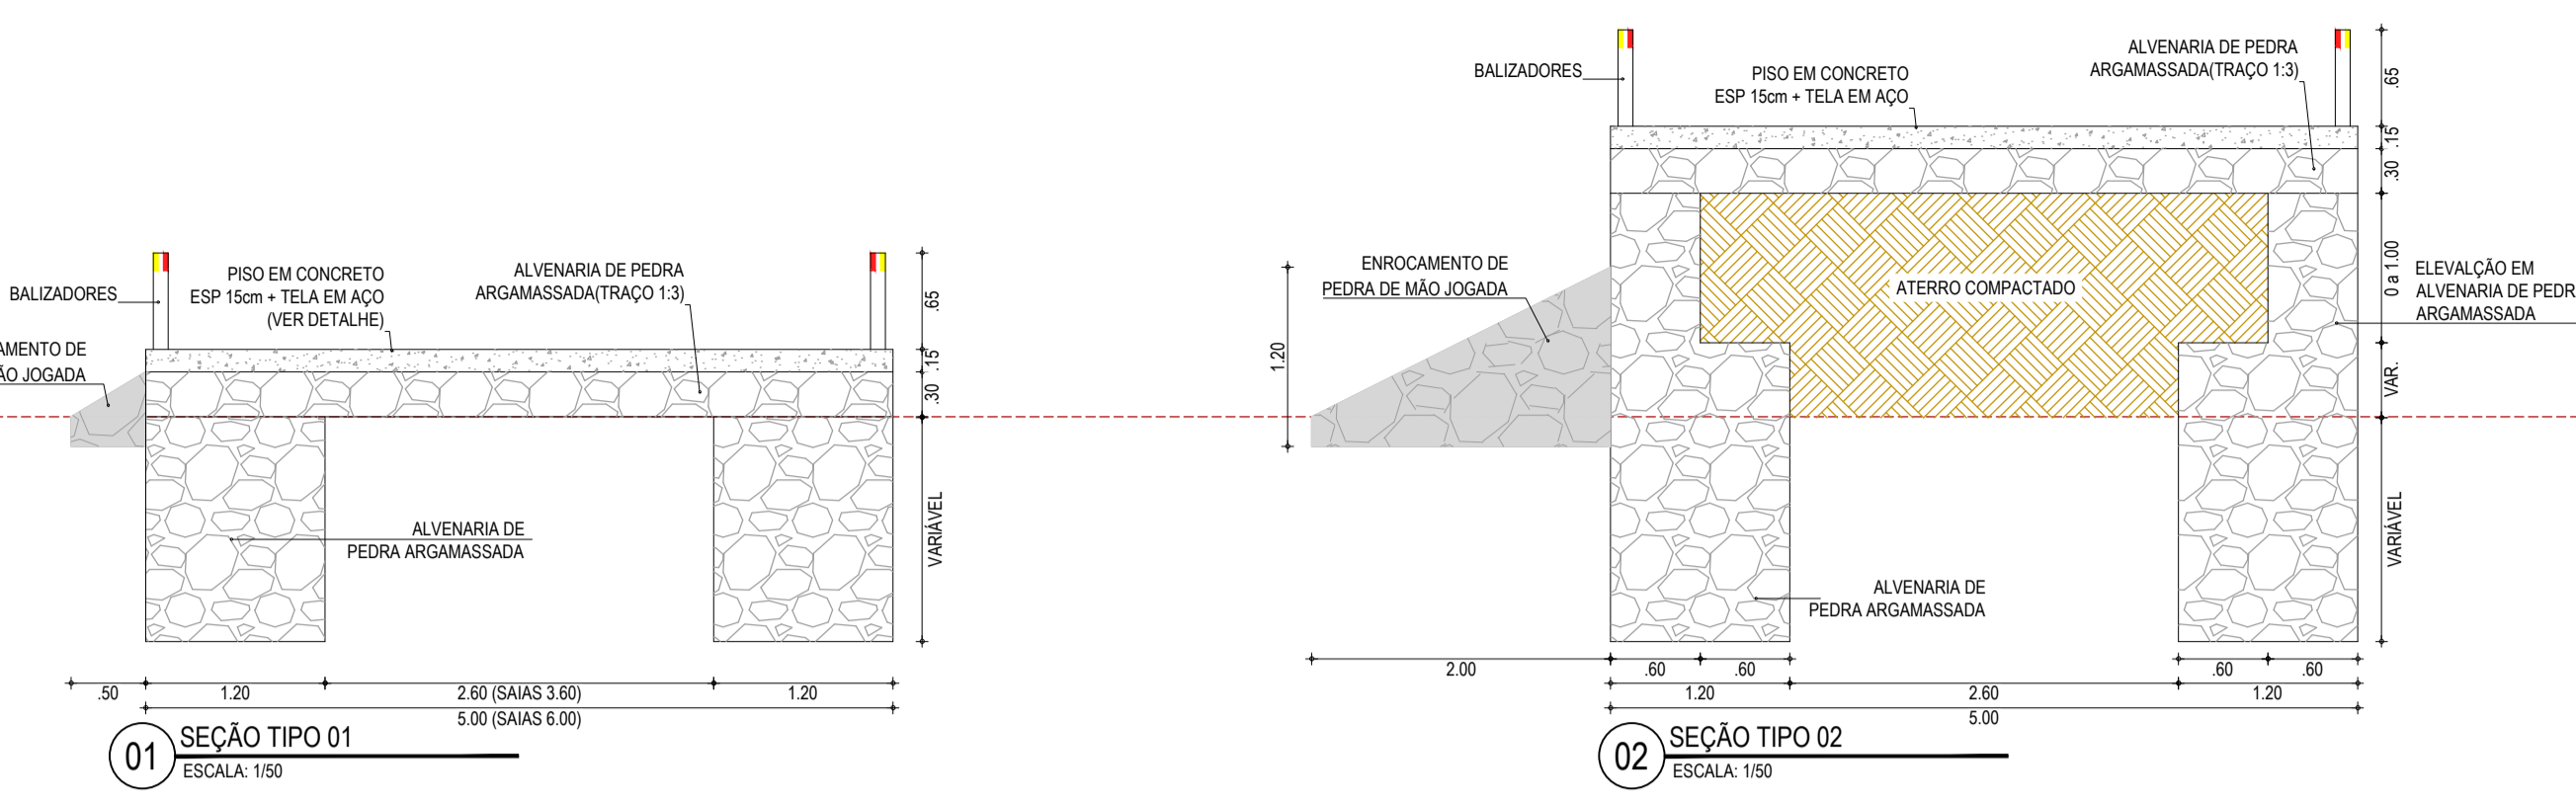 BALIZADORES
PISO EM CONCRETO
ESP 15cm + TELA EM AÇO
(VER DETALHE)
ALVENARIA DE PEDRA
ARGAMASSADA(TRAÇO 1:3)
AMENTO DE
ÃO JOGADA
.65
.15
.30
VARIÁVEL
ALVENARIA DE
PEDRA ARGAMASSADA
.50
1.20
2.60 (SAIAS 3.60)
1.20
5.00 (SAIAS 6.00)
01
SEÇÃO TIPO 01
ESCALA: 1/50
BALIZADORES
PISO EM CONCRETO
ESP 15cm + TELA EM AÇO
ALVENARIA DE PEDRA
ARGAMASSADA(TRAÇO 1:3)
.65
.15
.30
0 a 1.00
VAR.
VARIÁVEL
ENROCAMENTO DE
PEDRA DE MÃO JOGADA
1.20
ATERRO COMPACTADO
ELEVALÇÃO EM
ALVENARIA DE PEDR
ARGAMASSADA
ALVENARIA DE
PEDRA ARGAMASSADA
2.00
.60
.60
.60
.60
1.20
2.60
1.20
5.00
02
SEÇÃO TIPO 02
ESCALA: 1/50